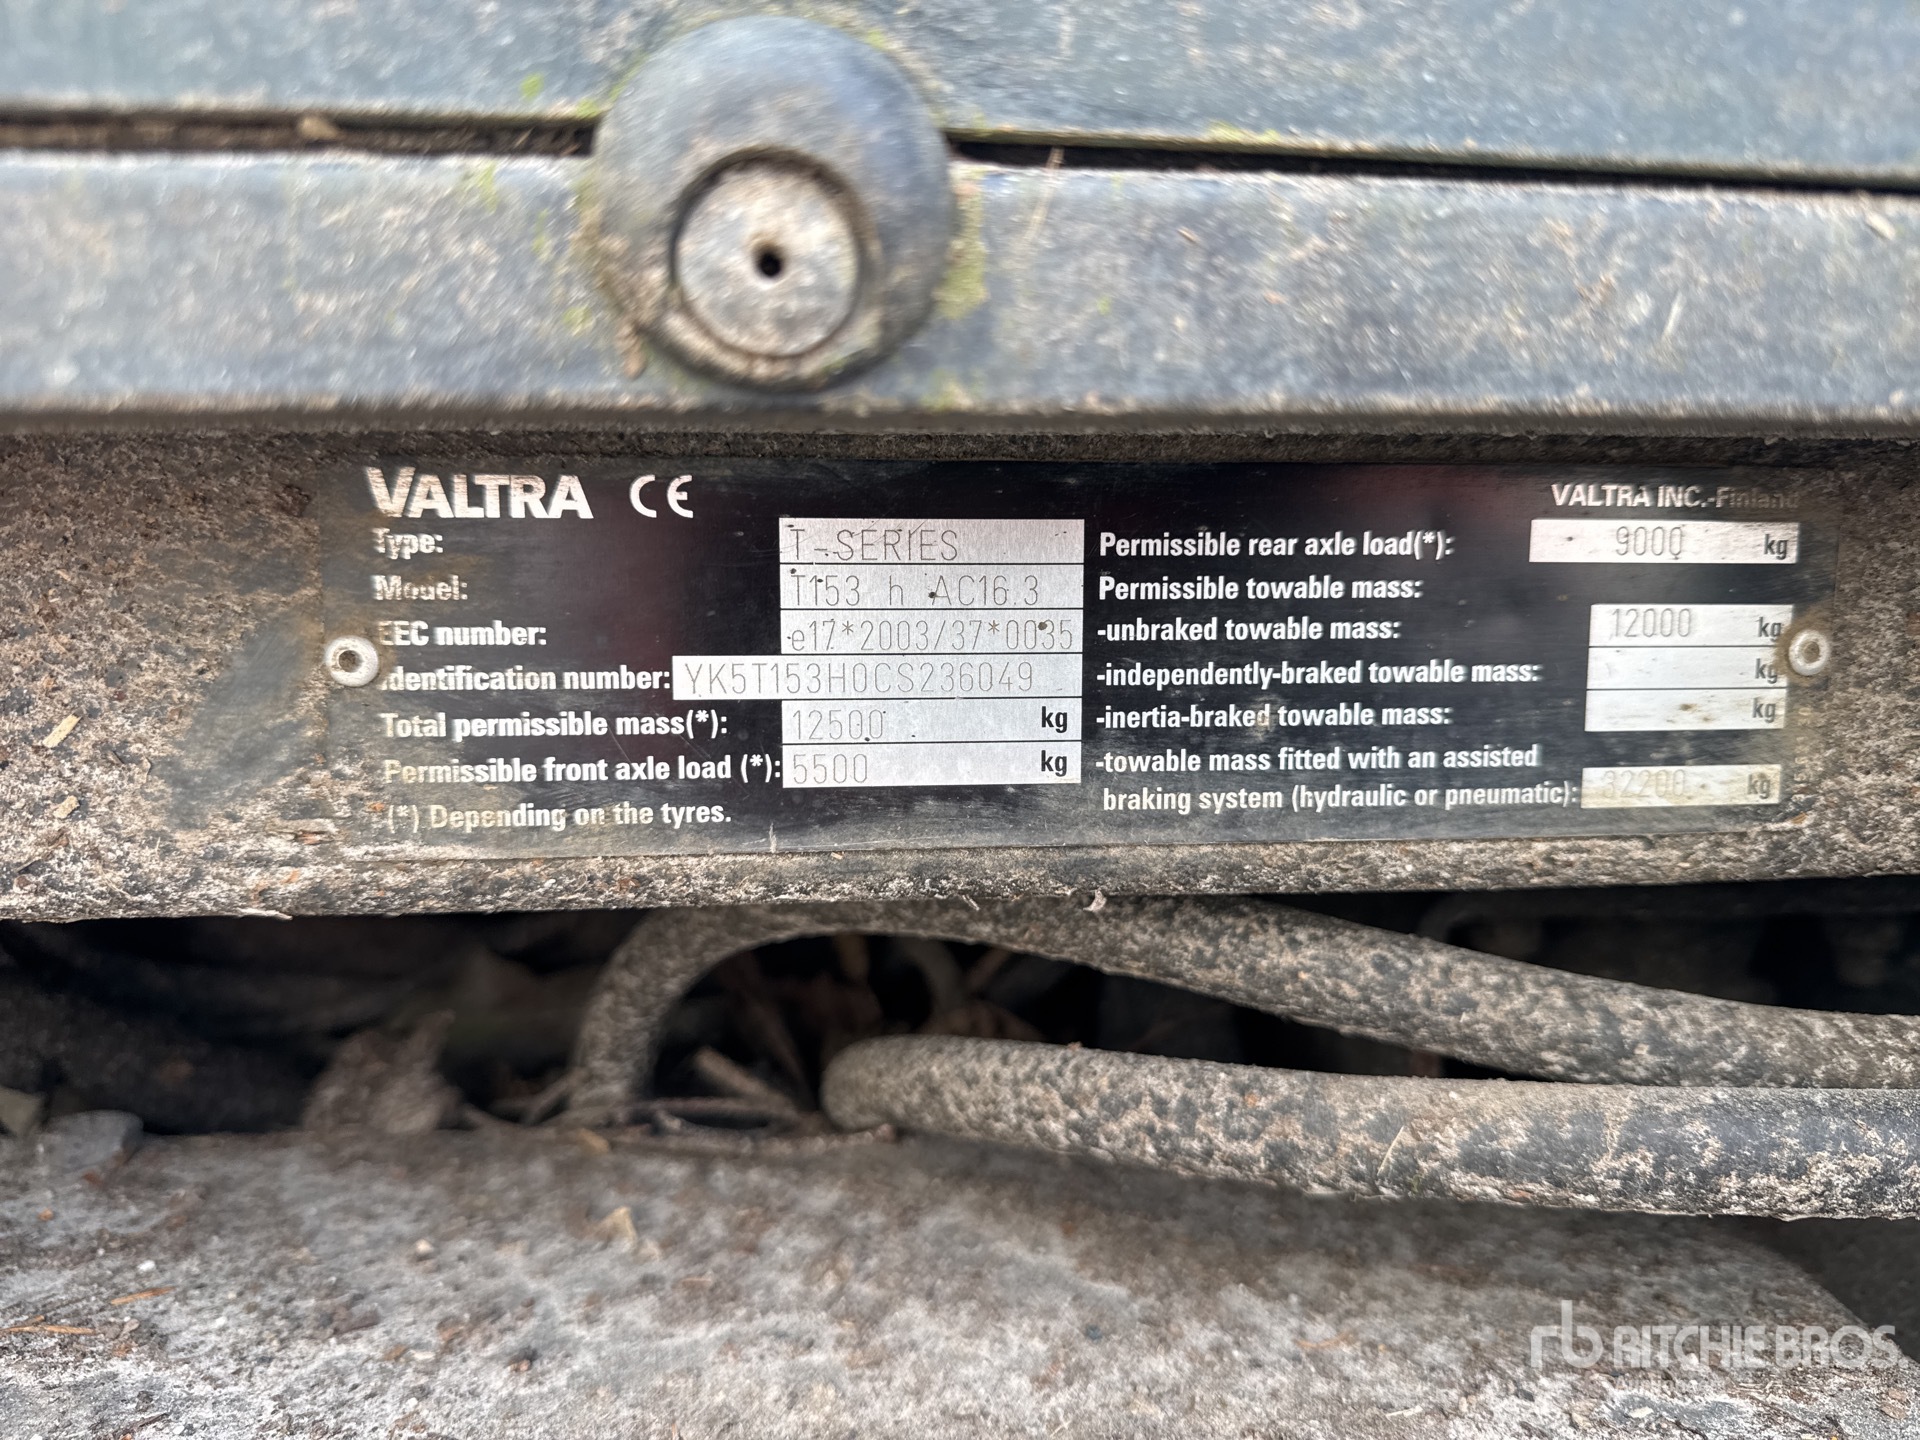 VALTRA CE
Type: T-SERIES
Model: T153 h AC16.3
EEC number: e17*2003/37*0035
Identification number: YK5T153H0CS236049
Total permissible mass(*): 12500 kg
Permissible front axle load (*): 5500 kg
(*) Depending on the tyres.
VALTRA INC.-Finland
Permissible rear axle load(*): 9000 kg
Permissible towable mass:
-unbraked towable mass: 12000 kg
-independently-braked towable mass: kg
-inertia-braked towable mass: kg
-towable mass fitted with an assisted
braking system (hydraulic or pneumatic): 32200 kg
rb RITCHIE BROS.